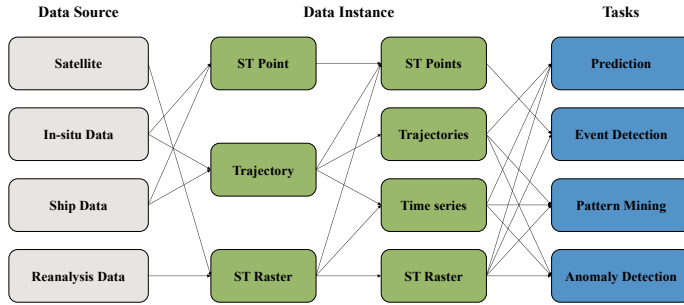 Data Source
Data Instance
Tasks
Satellite
ST Point
ST Points
Prediction
In-situ Data
Trajectories
Event Detection
Trajectory
Ship Data
Time series
Pattern Mining
Reanalysis Data
ST Raster
ST Raster
Anomaly Detection